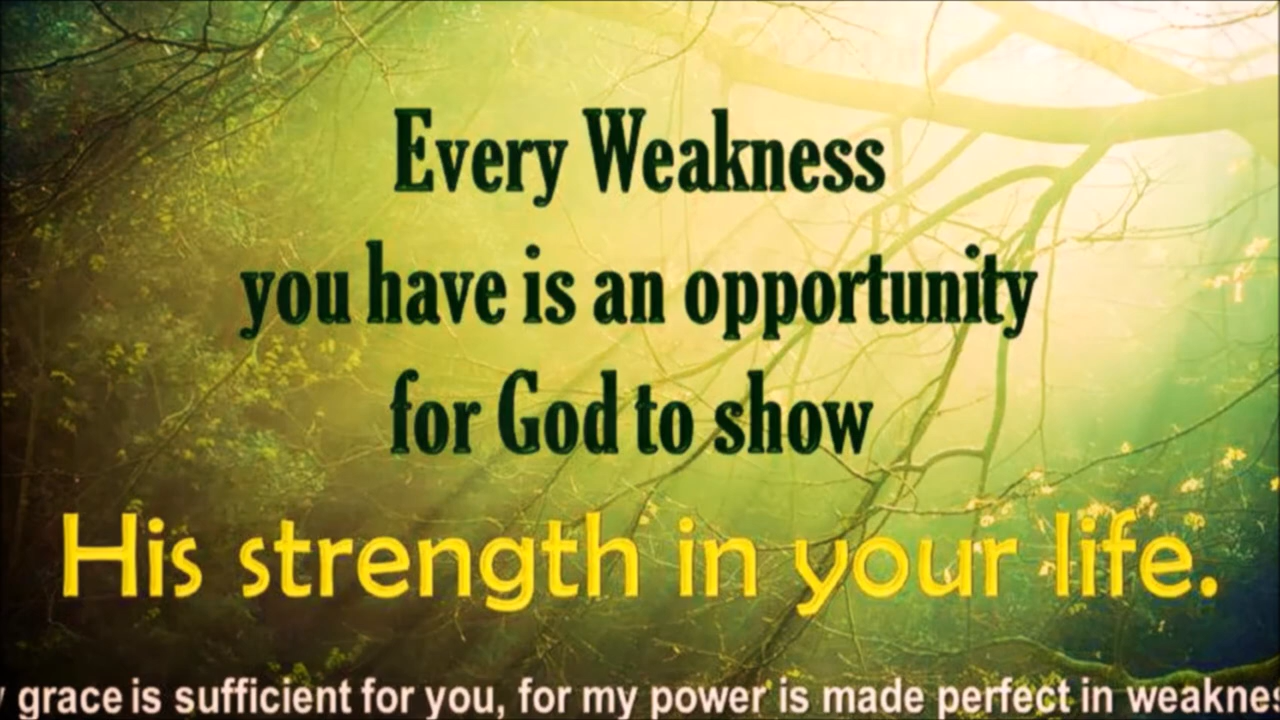 Every Weakness
you have is an opportunity
for God to show
His strength in your life.
grace is sufficient for you, for my power is made perfect in weaknes